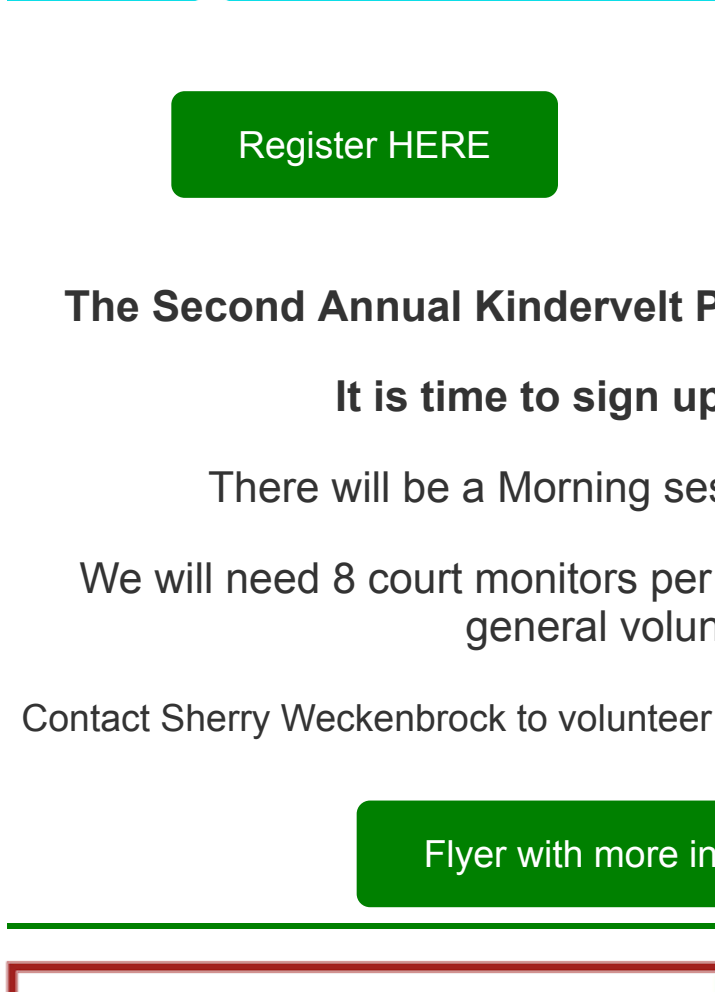 Register HERE
The Second Annual Kindervelt P
It is time to sign up
There will be a Morning ses
We will need 8 court monitors per
general volun
Contact Sherry Weckenbrock to volunteer
Flyer with more in